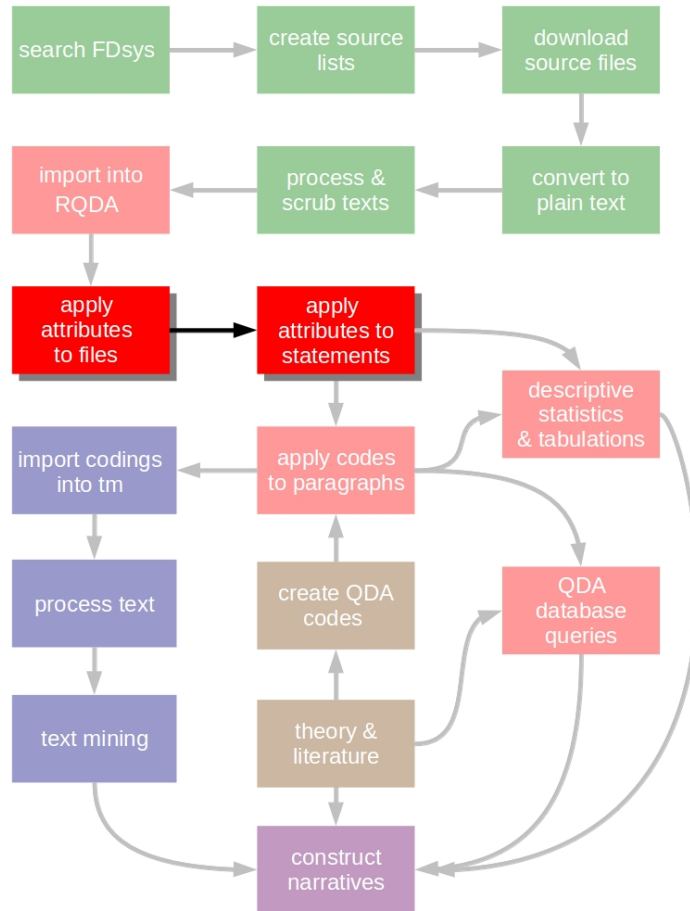 search FDsys
create source
lists
download
source files
import into
RQDA
process &
scrub texts
convert to
plain text
apply
attributes
to files
apply
attributes to
statements
descriptive
statistics
& tabulations
import codings
into tm
apply codes
to paragraphs
process text
create QDA
codes
QDA
database
queries
text mining
theory &
literature
construct
narratives